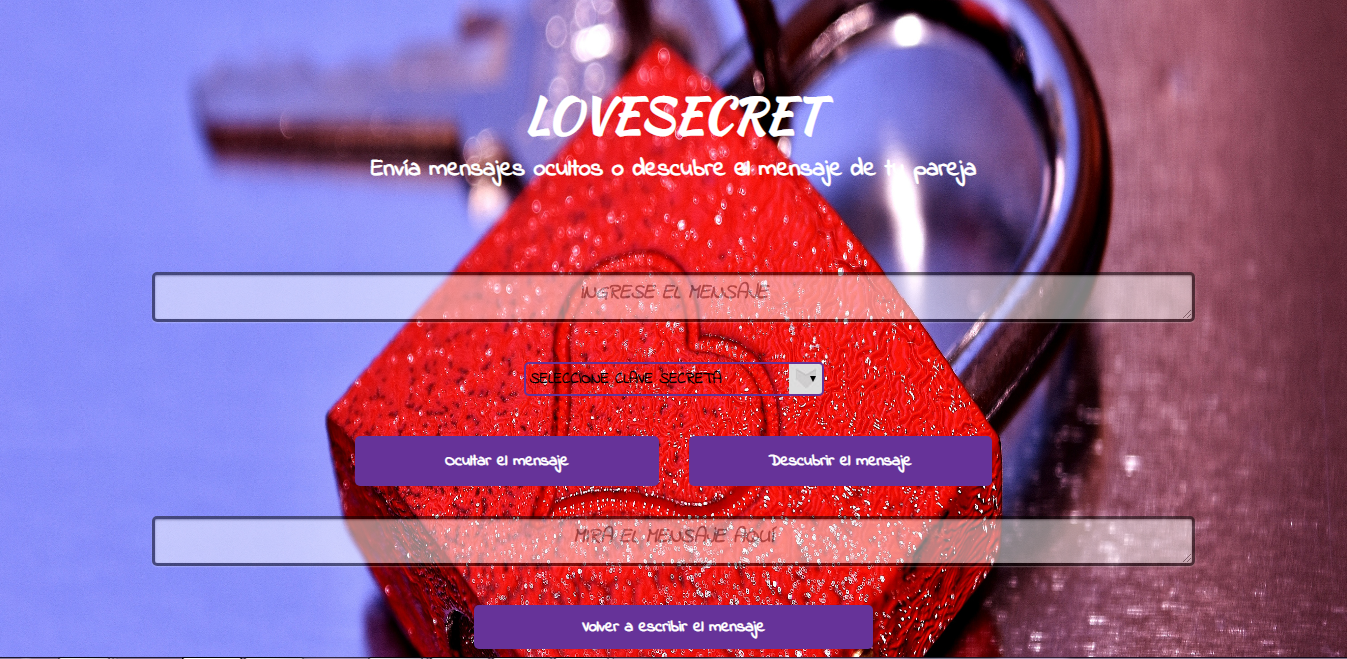 LOVESECRET
Envía mensajes ocultos o descubre el mensaje de tu pareja
INGRESE EL MENSAJE
SELECCIONE CLAVE SECRETA
Ocultar el mensaje
Descubrir el mensaje
MIRA EL MENSAJE AQUÍ
Volver a escribir el mensaje